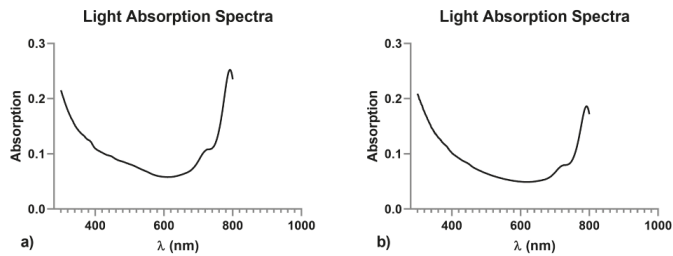 Light Absorption Spectra
0.3
0.2
0.1
0.0
Absorption
400 600 800 1000
λ (nm)
a)
Light Absorption Spectra
0.3
0.2
0.1
0.0
Absorption
400 600 800 1000
λ (nm)
b)